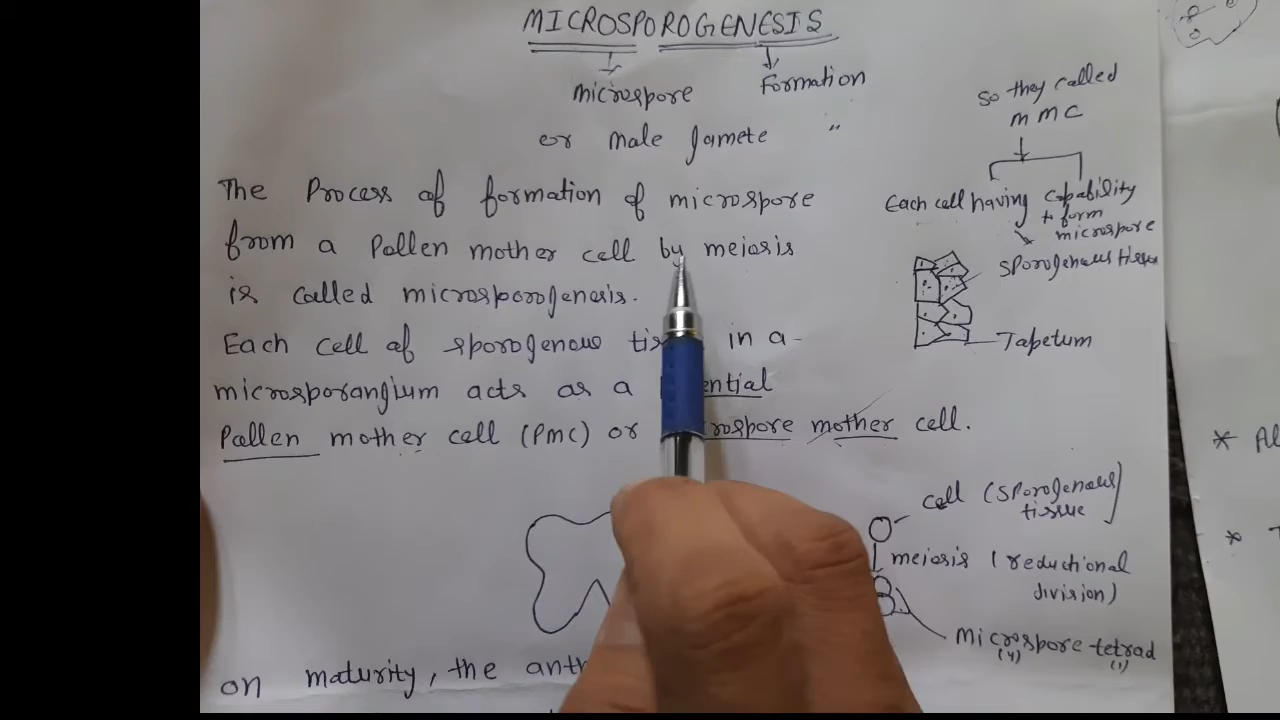 MICROSPOROGENESIS
microspore
Formation
or male gamete "
The Process of formation of microspore
from a Pollen mother cell by meiosis
is called microsporogenesis.
Each cell of sporogenous in a
microsporangium acts as a
Pollen mother cell (PMC) or mother cell.
on maturity, the
So they called
MMC
Each cell having capability
to form
microspore
sporogenous tissue
Tapetum
cell (sporogenous
tissue
meiosis (reductional
division)
Microspore tetrad
(4) (1)
*
*